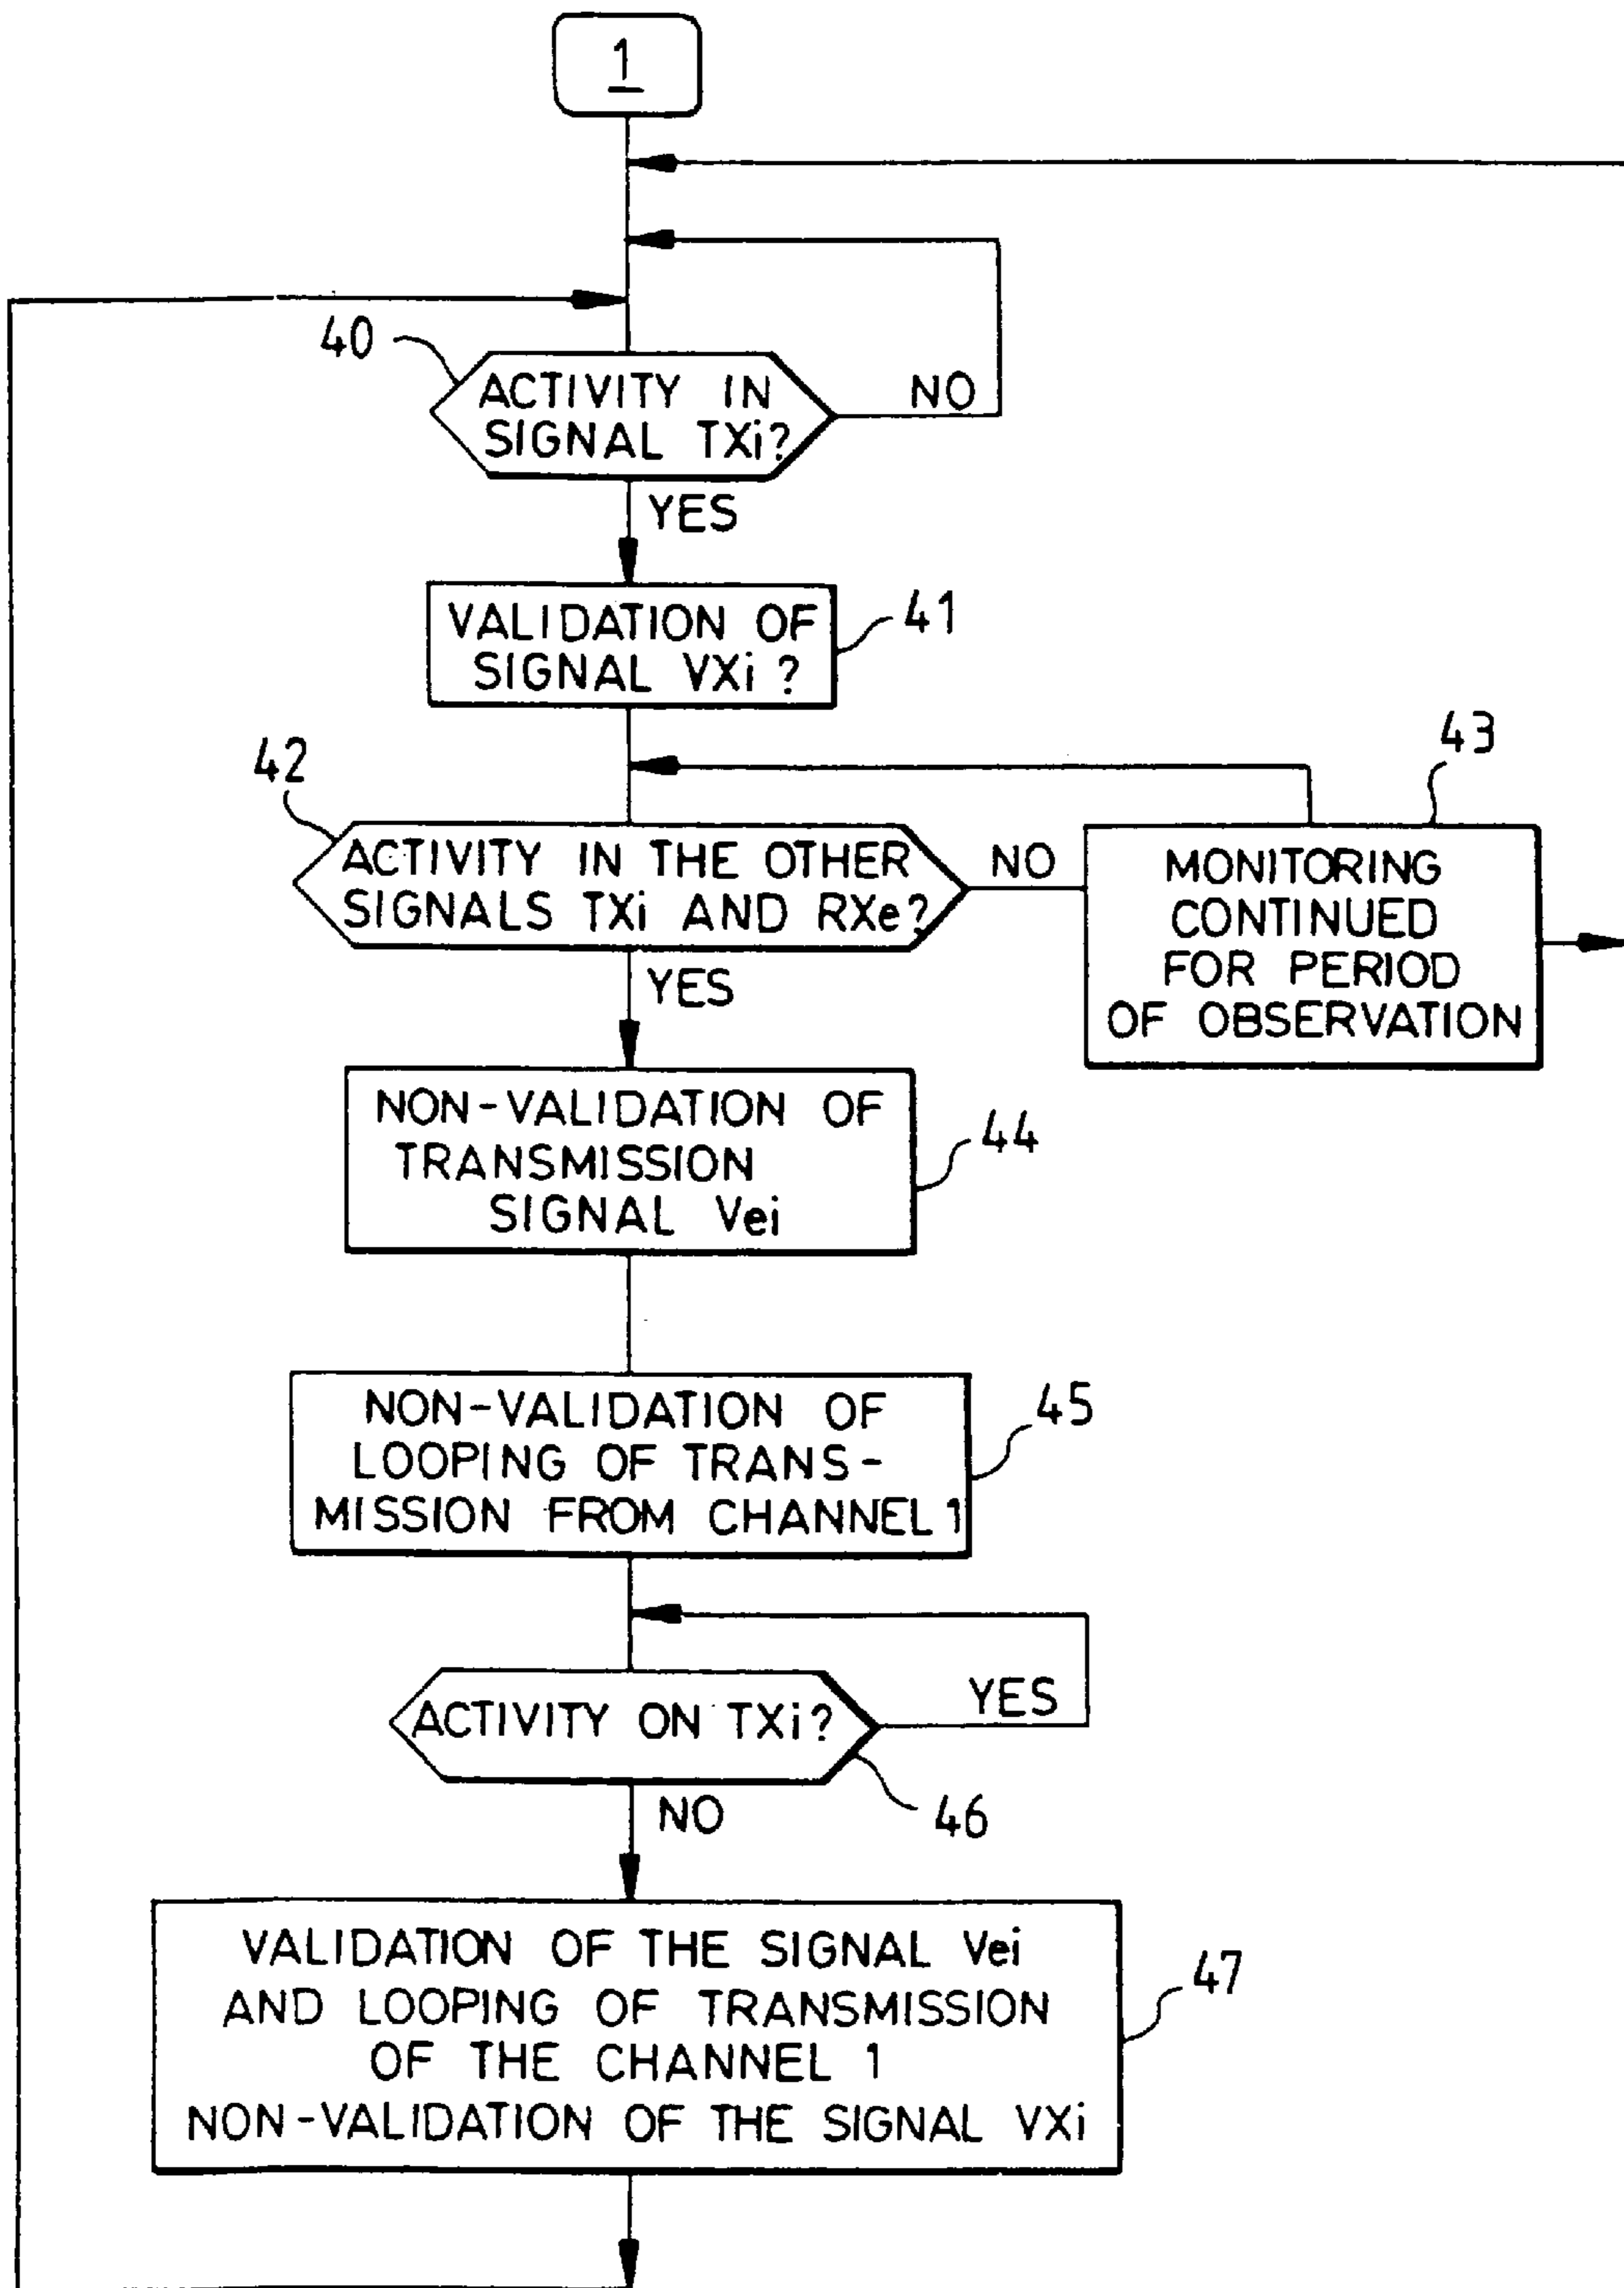 1
40
ACTIVITY IN
SIGNAL TXi?
NO
YES
VALIDATION OF
SIGNAL VXi ?
41
42
ACTIVITY IN THE OTHER
SIGNALS TXi AND RXe?
NO
43
MONITORING
CONTINUED
FOR PERIOD
OF OBSERVATION
YES
NON-VALIDATION OF
TRANSMISSION
SIGNAL Vei
44
NON-VALIDATION OF
LOOPING OF TRANS-
MISSION FROM CHANNEL 1
45
ACTIVITY ON TXi?
YES
46
NO
VALIDATION OF THE SIGNAL Vei
AND LOOPING OF TRANSMISSION
OF THE CHANNEL 1
NON-VALIDATION OF THE SIGNAL VXi
47